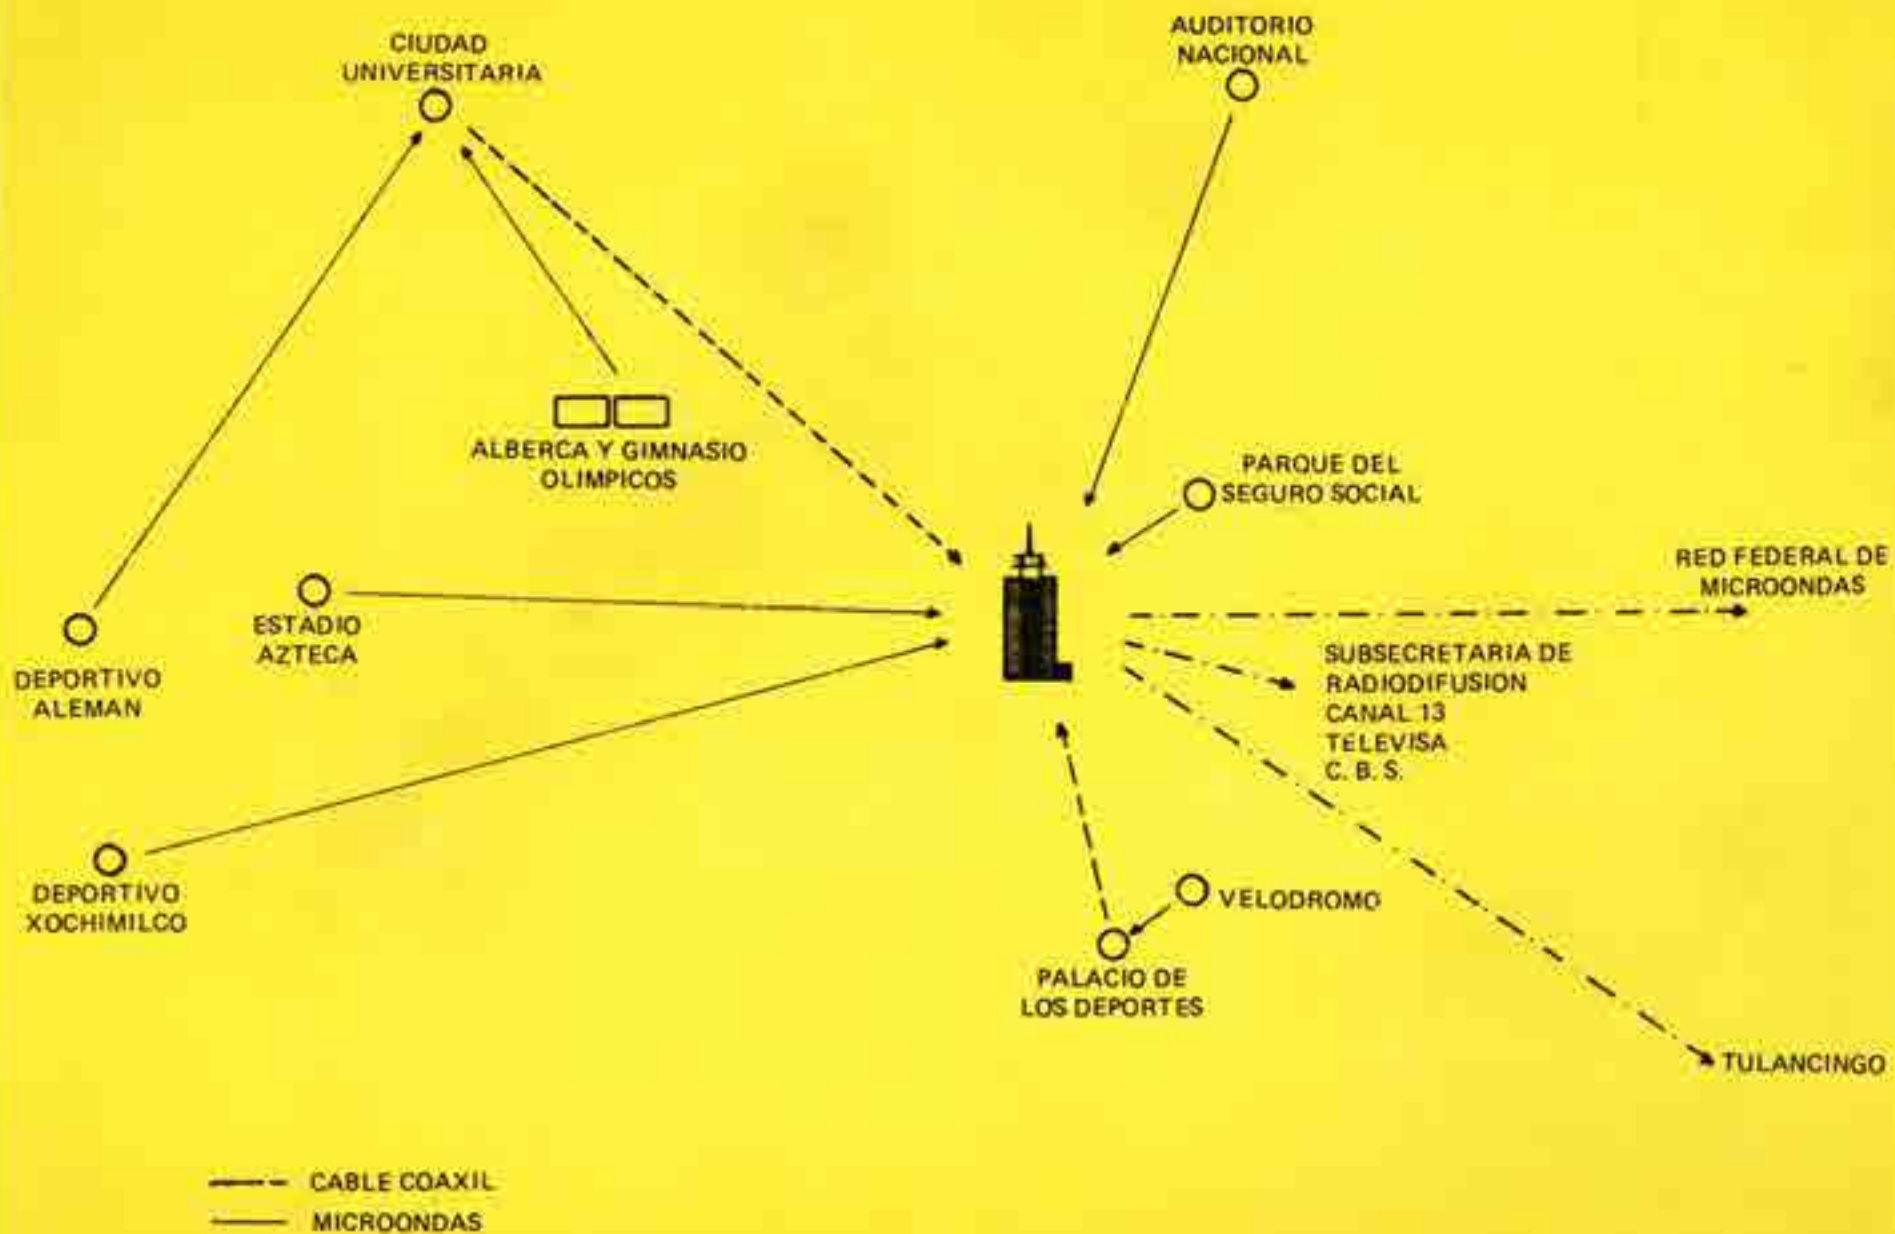 CIUDAD
UNIVERSITARIA
AUDITORIO
NACIONAL
ALBERCA Y GIMNASIO
OLIMPICOS
PARQUE DEL
SEGURO SOCIAL
RED FEDERAL DE
MICROONDAS
ESTADIO
AZTECA
DEPORTIVO
ALEMAN
SUBSECRETARIA DE
RADIODIFUSION
CANAL 13
TELEVISA
C. B. S.
DEPORTIVO
XOCHIMILCO
VELODROMO
PALACIO DE
LOS DEPORTES
TULANCINGO
CABLE COAXIL
MICROONDAS